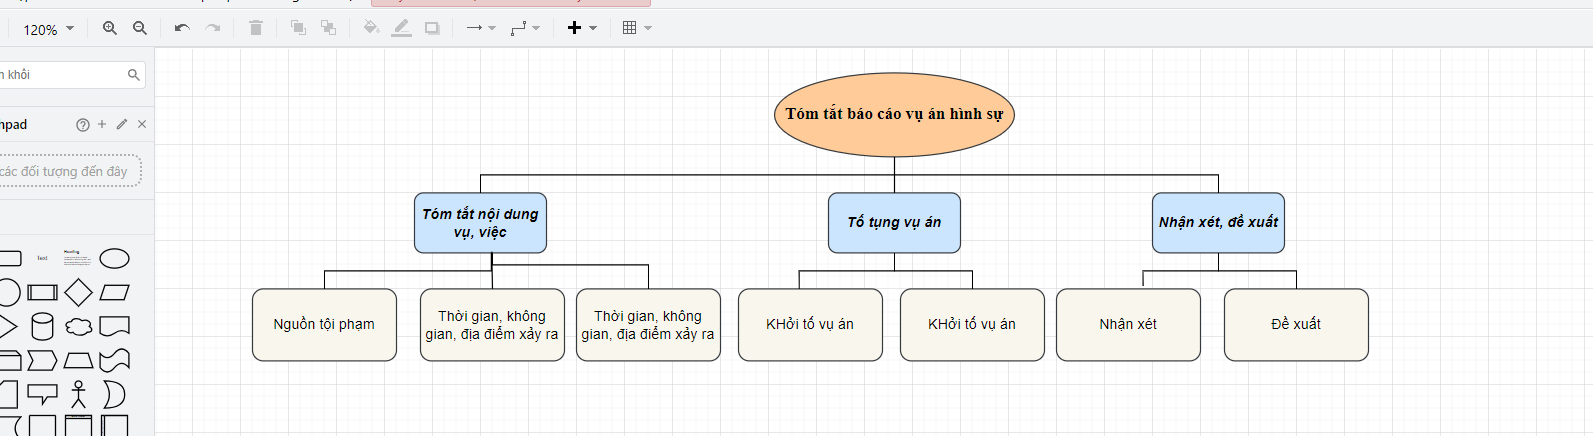 120%
khối
Tóm tắt báo cáo vụ án hình sự
hpad
các đối tượng đến đây
Tóm tắt nội dung
vụ, việc
Tố tụng vụ án
Nhận xét, đề xuất
Text
Heading
Nguồn tội phạm
Thời gian, không
gian, địa điểm xảy ra
Thời gian, không
gian, địa điểm xảy ra
KHởi tố vụ án
KHởi tố vụ án
Nhận xét
Đề xuất